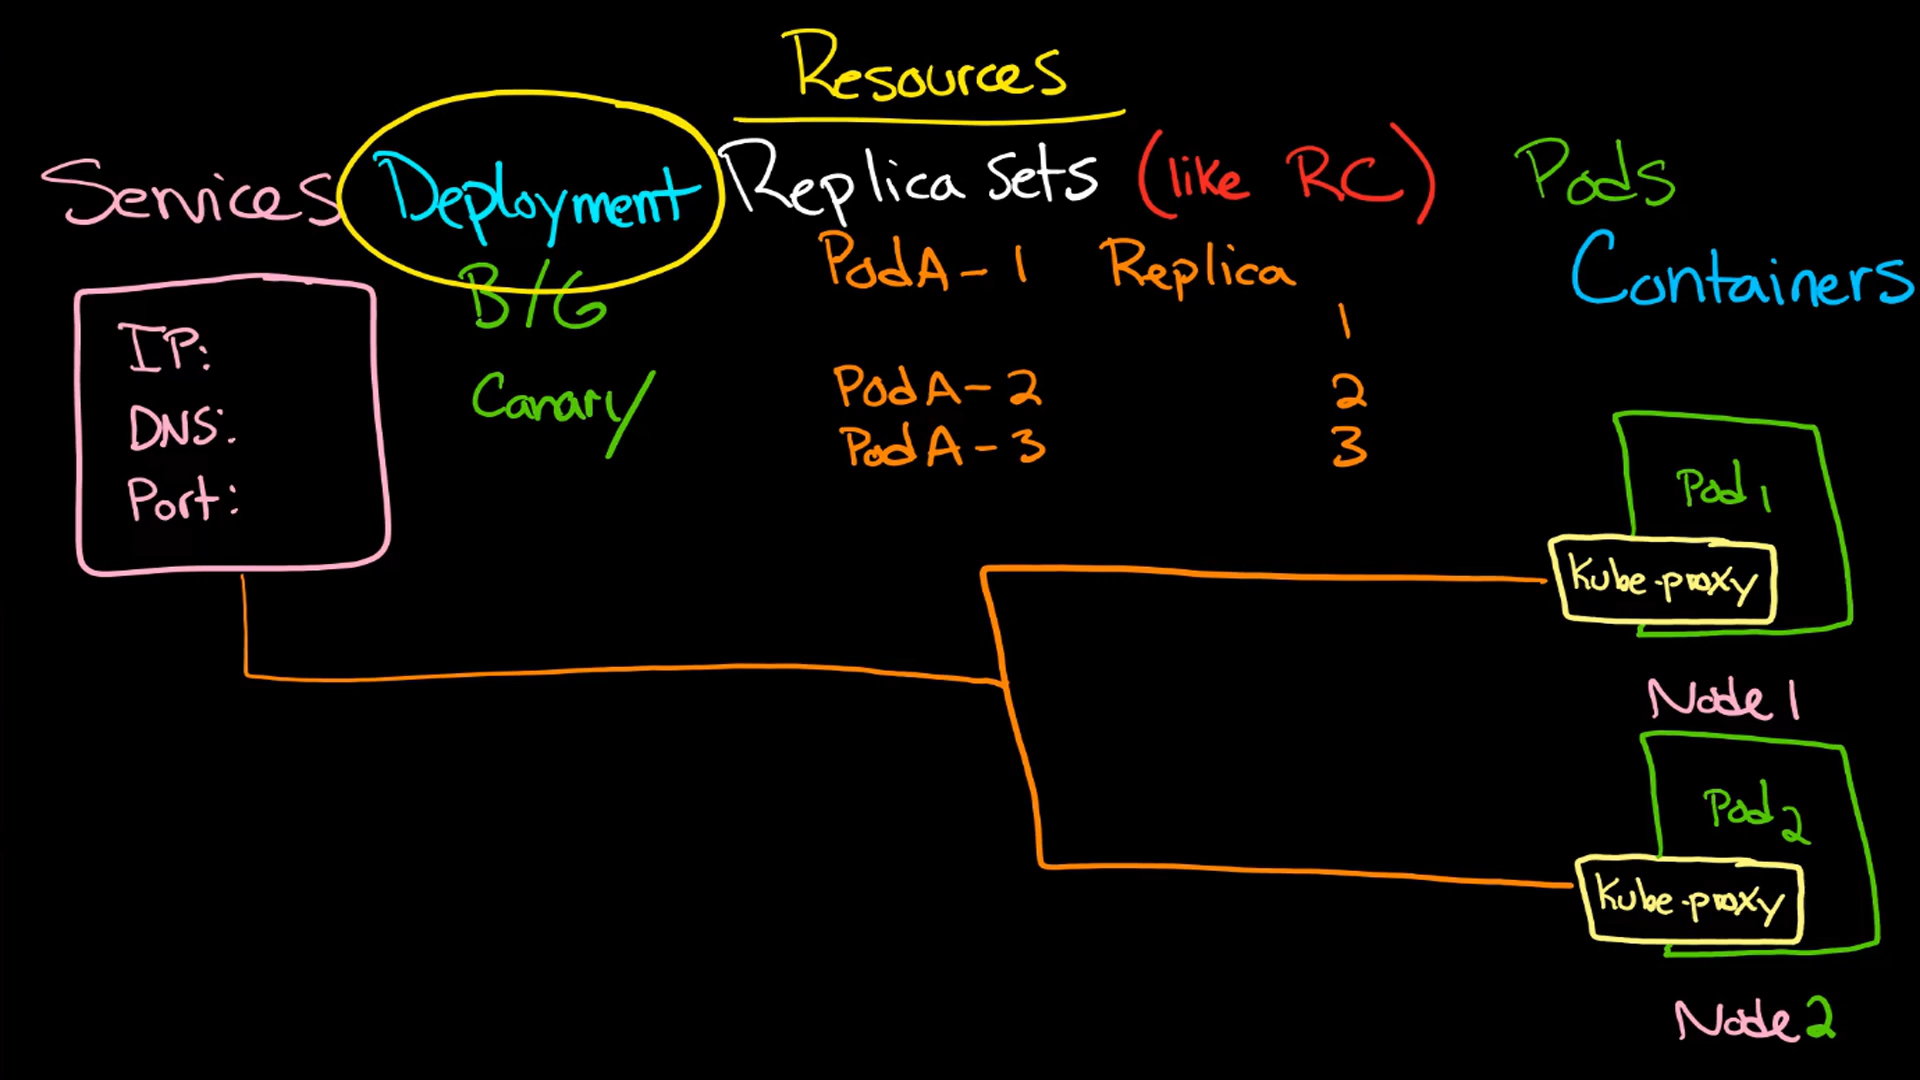 Resources
Services Deployment Replica Sets (like RC) Pods
B/G PodA-1 Replica Containers
1
IP:
DNS: Canary PodA-2 2
Port: PodA-3 3
Pod 1
Kube-proxy
Node 1
Pod 2
Kube-proxy
Node 2